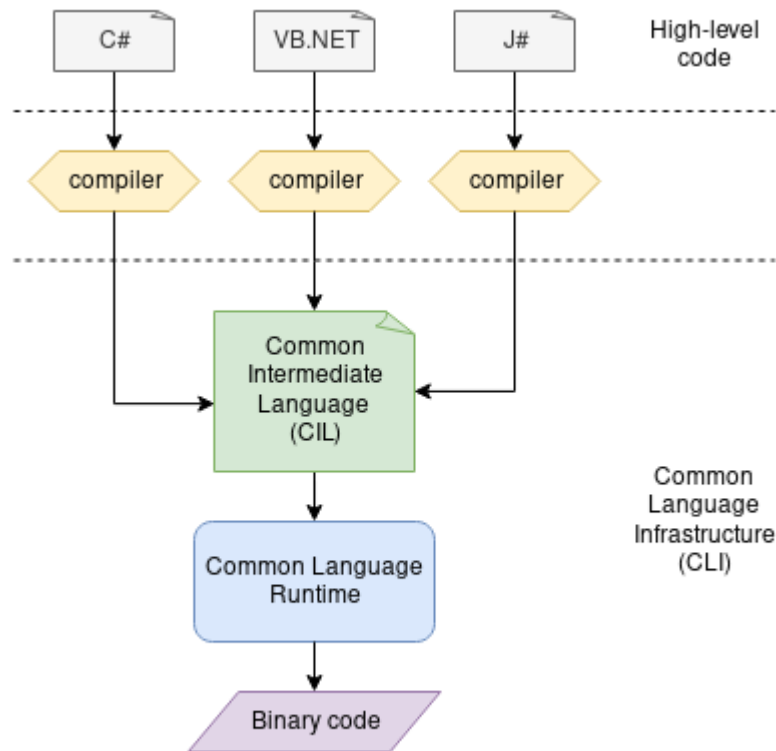 C#
VB.NET
J#
High-level
code
compiler
compiler
compiler
Common
Intermediate
Language
(CIL)
Common
Language
Infrastructure
(CLI)
Common Language
Runtime
Binary code